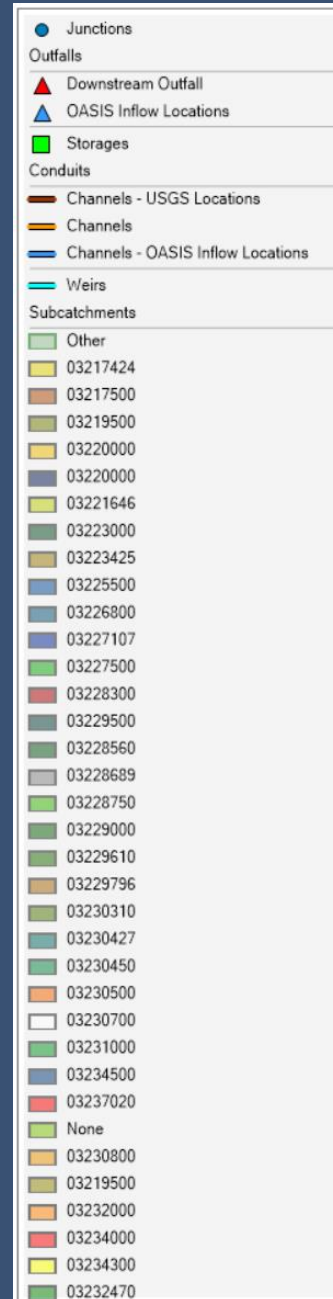 Junctions
Outfalls
Downstream Outfall
OASIS Inflow Locations
Storages
Conduits
Channels - USGS Locations
Channels
Channels - OASIS Inflow Locations
Weirs
Subcatchments
Other
03217424
03217500
03219500
03220000
03220000
03221646
03223000
03223425
03225500
03226800
03227107
03227500
03228300
03229500
03228560
03228689
03228750
03229000
03229610
03229796
03230310
03230427
03230450
03230500
03230700
03231000
03234500
03237020
None
03230800
03219500
03232000
03234000
03234300
03232470